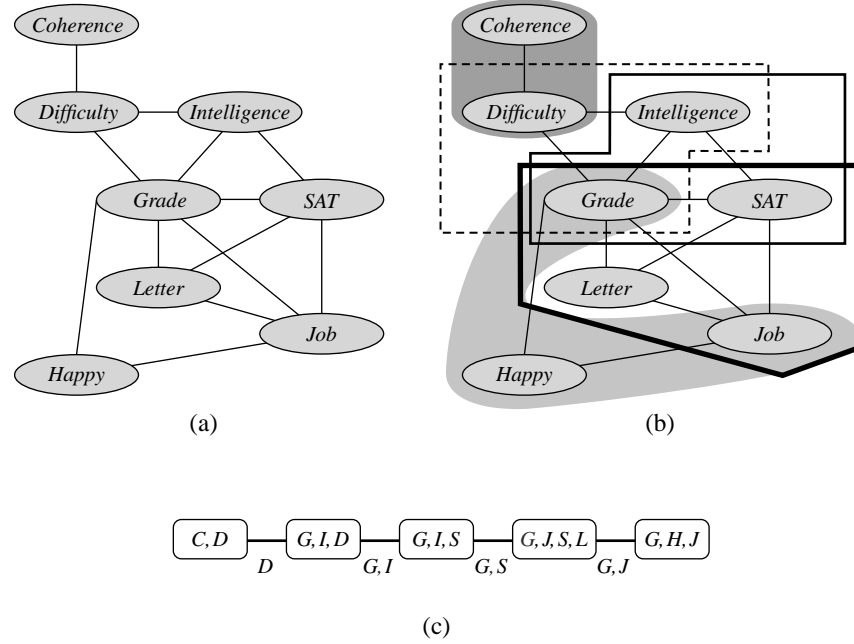 Coherence
Difficulty
Intelligence
Grade
SAT
Letter
Job
Happy
(a)
Coherence
Difficulty
Intelligence
Grade
SAT
Letter
Job
Happy
(b)
C, D
G, I, D
G, I, S
G, J, S, L
G, H, J
D
G, I
G, S
G, J
(c)